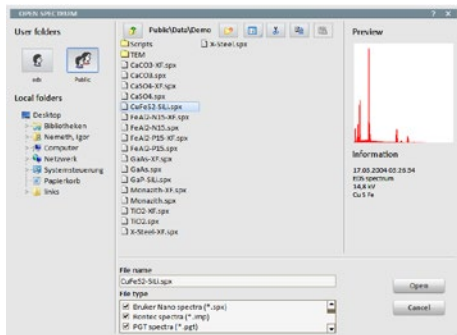 OPEN SPECTRUM
? X
User folders
edb
Public
Local folders
Desktop
Bibliotheken
Nemeth, Igor
Computer
Netzwerk
Systemsteuerung
Papierkorb
links
Public\Data\Demo
Scripts
TEM
CaCO3-XF.spx
CaCO3.spx
CaSO4-XF.spx
CaSO4.spx
CuFeS2-SiLi.spx
FeAl2-N15-XF.spx
FeAl2-N15.spx
FeAl2-P15-XF.spx
FeAl2-P15.spx
GaAs-XF.spx
GaAs.spx
GaP-SiLi.spx
Monazith-XF.spx
Monazith.spx
TiO2-XF.spx
TiO2.spx
X-Steel-XF.spx
X-Steel.spx
File name
CuFeS2-SiLi.spx
File type
Bruker Nano spectra (*.spx)
Rontec spectra (*.rmp)
PGT spectra (*.pgt)
Preview
Information
17.03.2004 03:26:54
EDS spectrum
14,8 kV
Cu S Fe
Open
Cancel